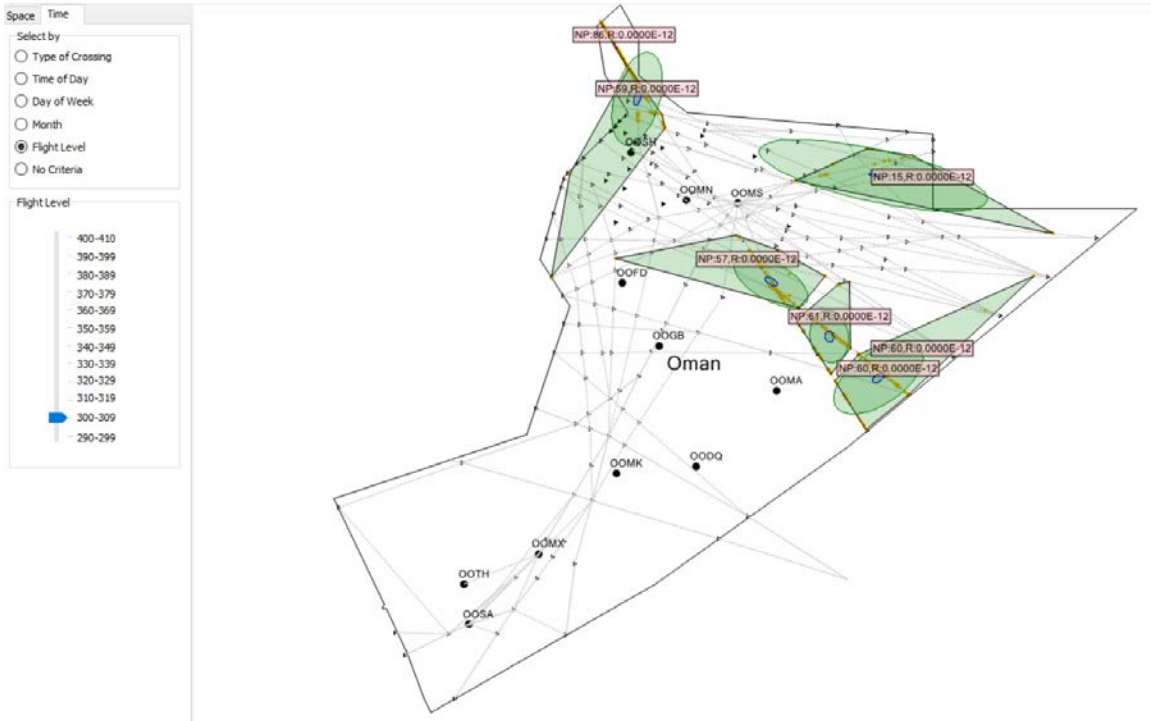 Space Time
Select by
Type of Crossing
Time of Day
Day of Week
Month
Flight Level
No Criteria
Flight Level
400-410
390-399
380-389
370-379
360-369
350-359
340-349
330-339
320-329
310-319
300-309
290-299
NP:86,R:0.0000E-12
NP:59,R:0.0000E-12
OOSH
NP:15,R:0.0000E-12
OOMN
OOMS
NP:57,R:0.0000E-12
OOFD
NP:61,R:0.0000E-12
OOGB
NP:60,R:0.0000E-12
Oman
NP:60,R:0.0000E-12
OOMA
OOMK
OODQ
OOMX
OOTH
OOSA